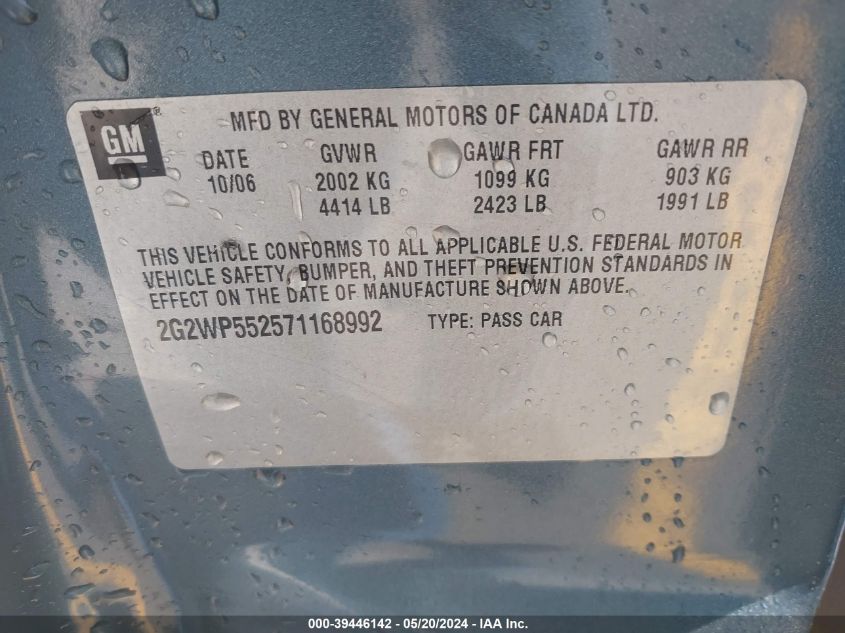 GM
MFD BY GENERAL MOTORS OF CANADA LTD.
DATE GVWR GAWR FRT GAWR RR
10/06 2002 KG 1099 KG 903 KG
4414 LB 2423 LB 1991 LB
THIS VEHICLE CONFORMS TO ALL APPLICABLE U.S. FEDERAL MOTOR
VEHICLE SAFETY, BUMPER, AND THEFT PREVENTION STANDARDS IN
EFFECT ON THE DATE OF MANUFACTURE SHOWN ABOVE.
2G2WP552571168992 TYPE: PASS CAR
000-39446142 - 05/20/2024 - IAA Inc.